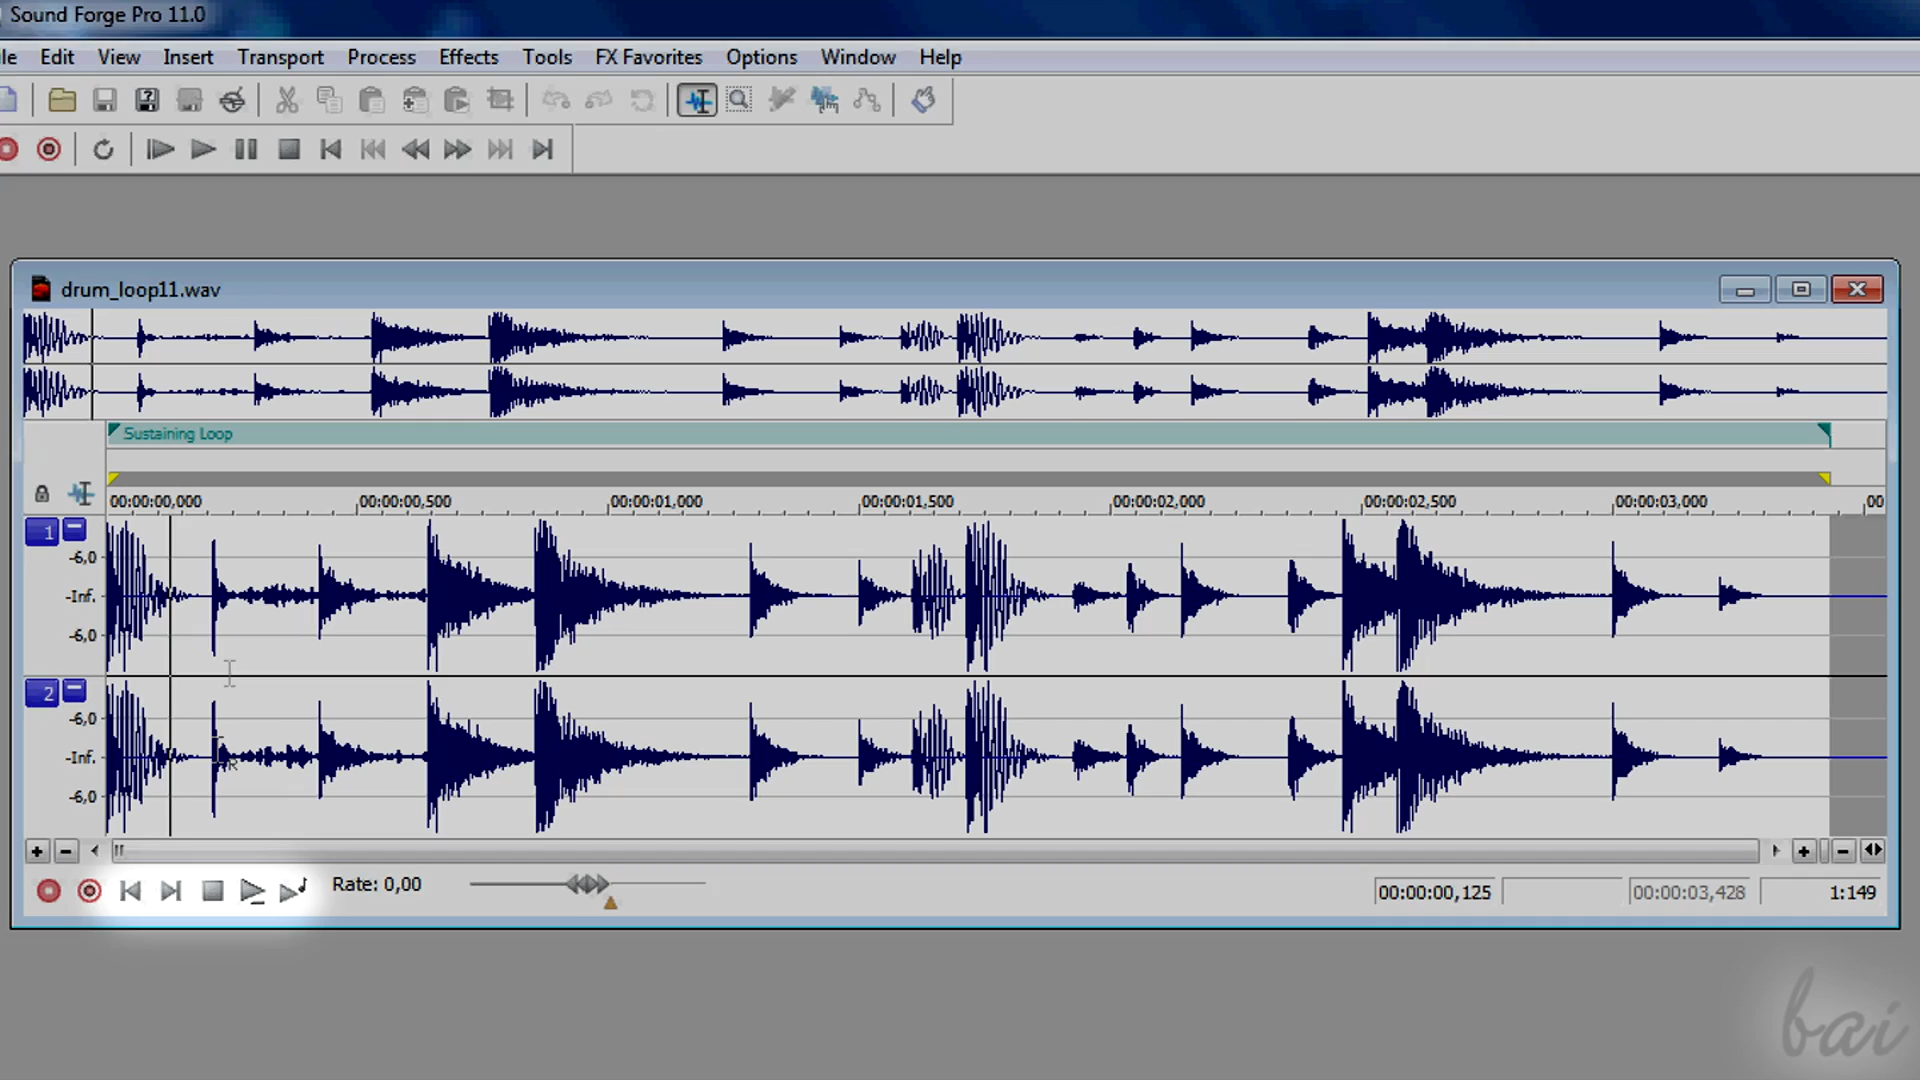 Sound Forge Pro 11.0
le Edit View Insert Transport Process Effects Tools FX Favorites Options Window Help
drum_loop11.wav
Sustaining Loop
00:00:00,000 00:00:00,500 00:00:01,000 00:00:01,500 00:00:02,000 00:00:02,500 00:00:03,000 00
1
-6,0
-Inf.
-6,0
2
-6,0
-Inf.
-6,0
Rate: 0,00
00:00:00,125 00:00:03,428 1:149
bai